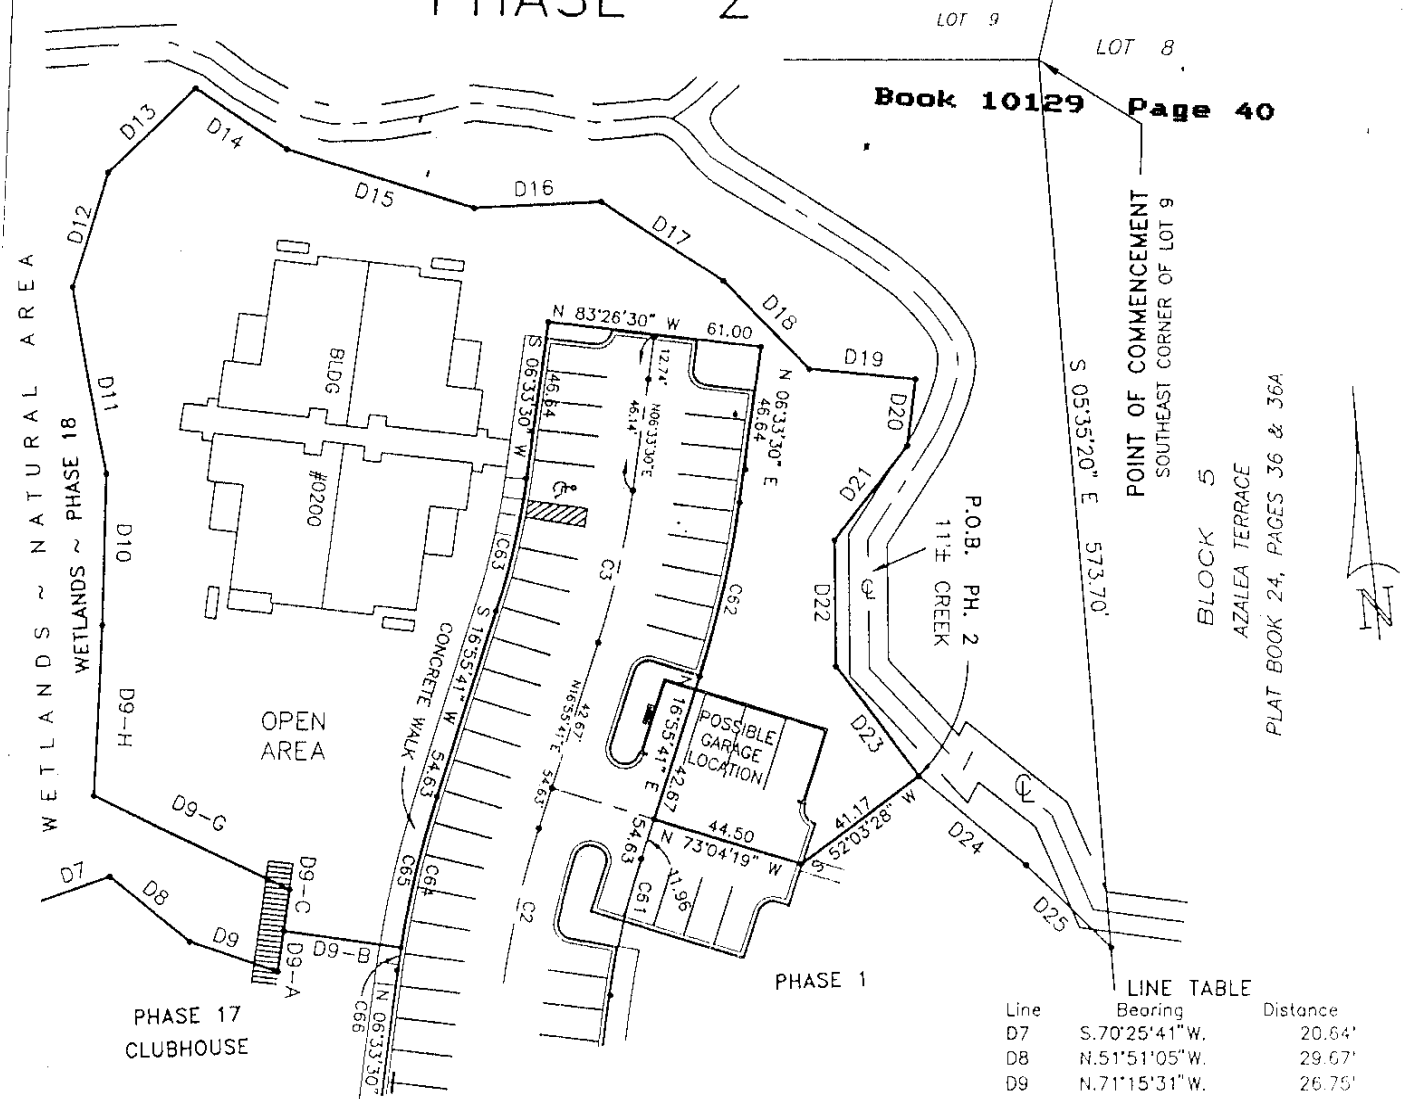 PHASE 2
LOT 9
LOT 8
Book 10129 Page 40
D13
D14
D15
D16
D17
D18
D19
D20
D21
D22
D23
D24
D25
D12
D11
D10
D9-H
D9-G
D9-C
D9-B
D9-A
D9
D8
D7
WETLANDS ~ NATURAL AREA
WETLANDS ~ PHASE 18
BLDG
#0200
OPEN
AREA
N 83°26'30" W
61.00
S 06°33'30" W
46.64
12.74'
N06°33'30"E
46.14'
N 06°33'30" E
46.64
C63
C3
C62
S 16°55'41" W 54.63
CONCRETE WALK
N16°55'41"E
42.67'
54.63'
N 16°55'41" E 42.67
54.63
POSSIBLE
GARAGE
LOCATION
44.50
N 73°04'19" W
41.17
S 52°03'28" W
11.96
C61
C2
C64
C65
C66
N 06°33'30"
P.O.B. PH. 2
11'± CREEK
℄
℄
S 05°35'20" E 573.70'
POINT OF COMMENCEMENT
SOUTHEAST CORNER OF LOT 9
BLOCK 5
AZALEA TERRACE
PLAT BOOK 24, PAGES 36 & 36A
N
PHASE 1
PHASE 17
CLUBHOUSE
LINE TABLE
Line Bearing Distance
D7 S.70°25'41"W. 20.64'
D8 N.51°51'05"W. 29.67'
D9 N.71°15'31"W. 26.75'